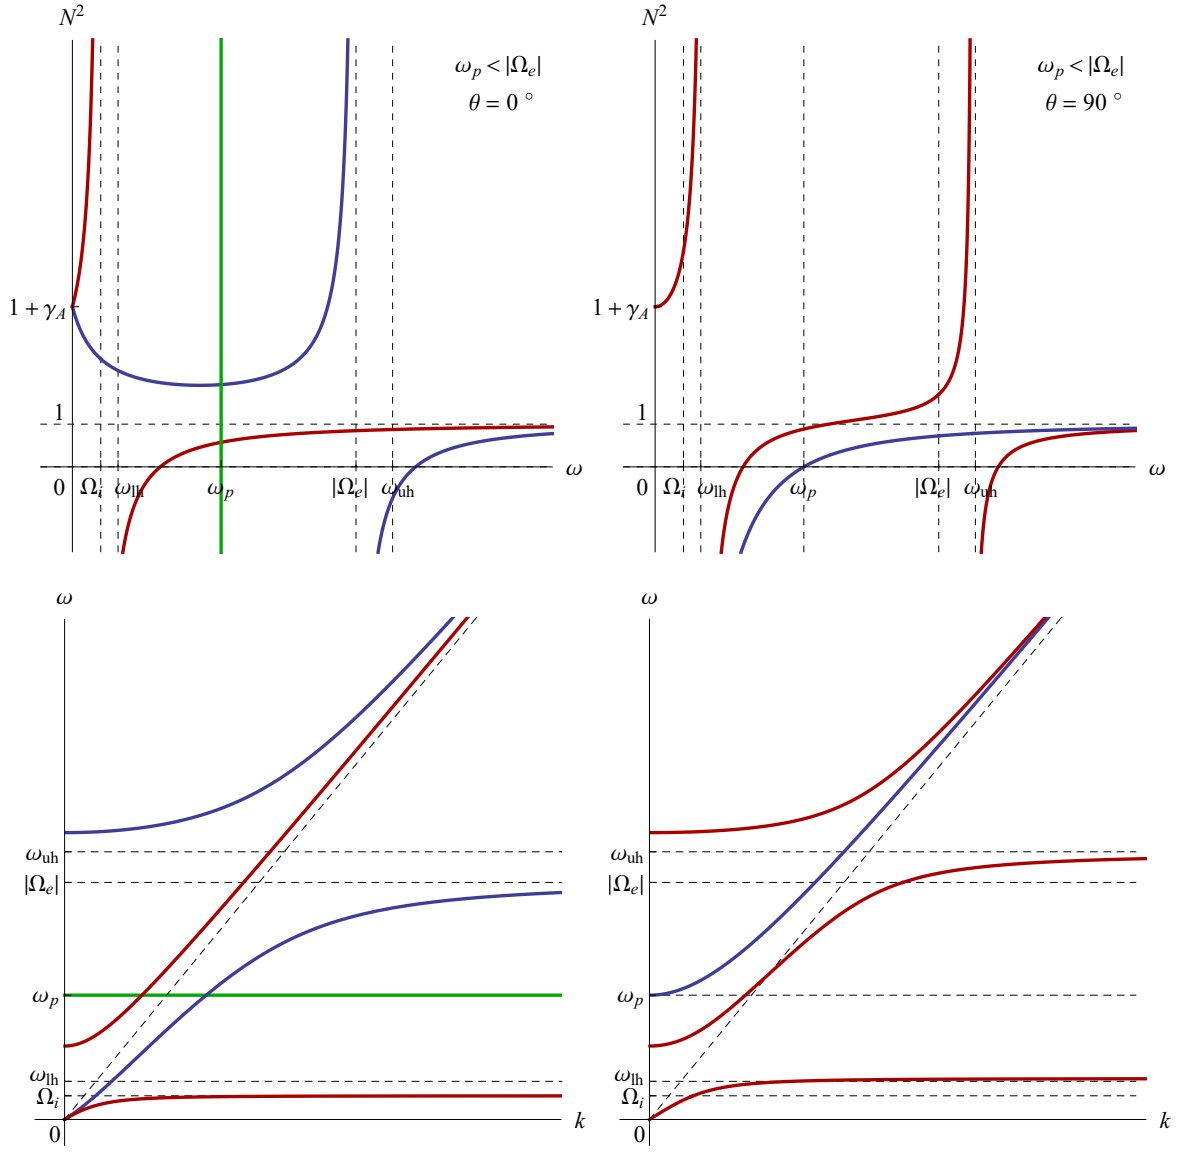 N²
ω_p < |Ω_e|
θ = 0 °
1 + γ_A
1
0 Ω_i ω_lh ω_p |Ω_e| ω_uh ω
N²
ω_p < |Ω_e|
θ = 90 °
1 + γ_A
1
0 Ω_i ω_lh ω_p |Ω_e| ω_uh ω
ω
ω_uh
|Ω_e|
ω_p
ω_lh
Ω_i
0 k
ω
ω_uh
|Ω_e|
ω_p
ω_lh
Ω_i
0 k